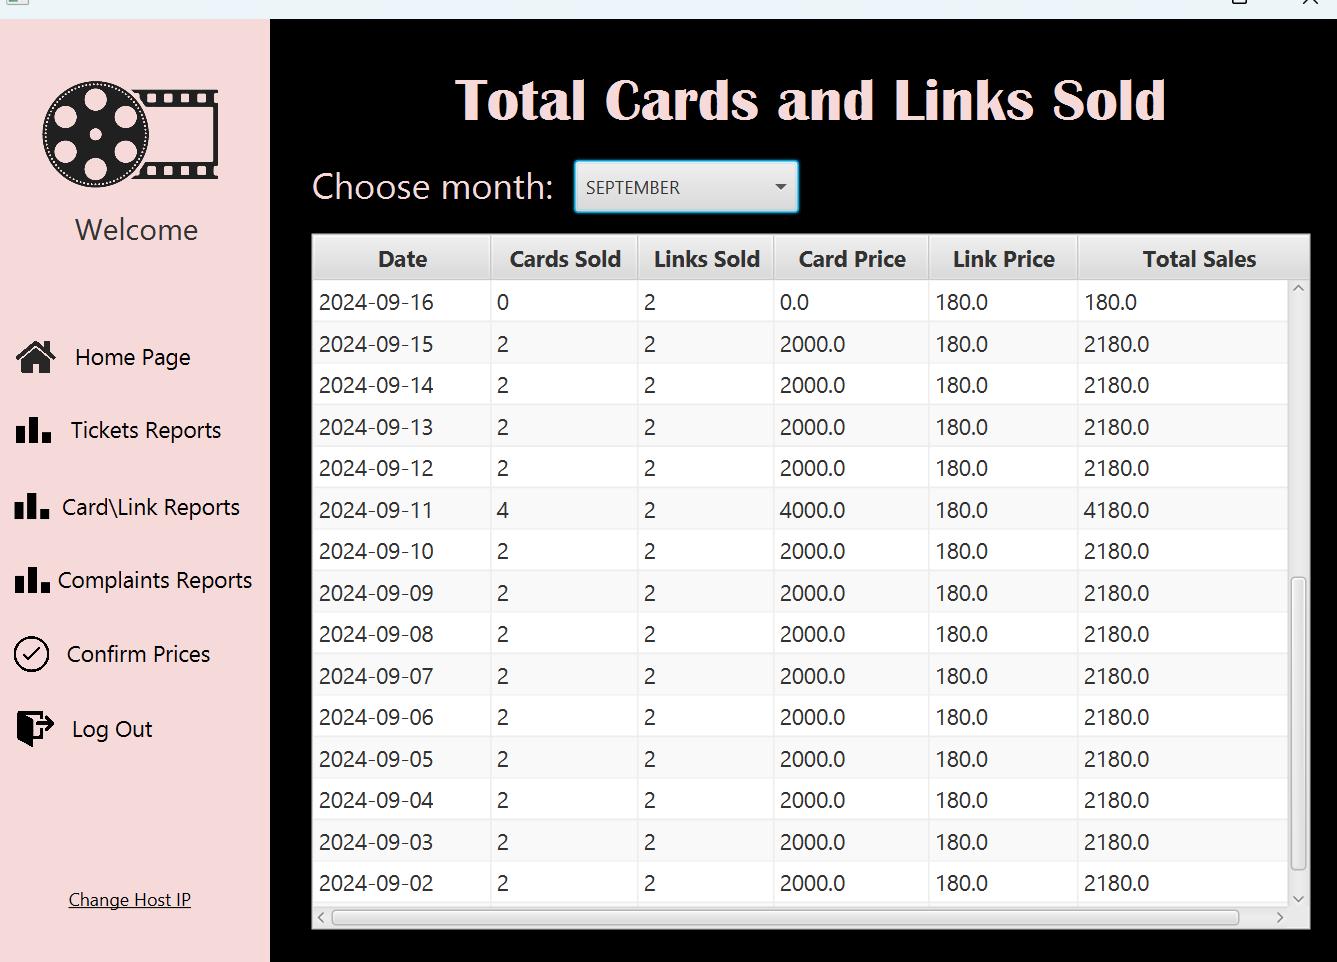 Total Cards and Links Sold
Choose month: SEPTEMBER
Welcome
Home Page
Tickets Reports
Card\Link Reports
Complaints Reports
Confirm Prices
Log Out
Change Host IP
Date Cards Sold Links Sold Card Price Link Price Total Sales
2024-09-16 0 2 0.0 180.0 180.0
2024-09-15 2 2 2000.0 180.0 2180.0
2024-09-14 2 2 2000.0 180.0 2180.0
2024-09-13 2 2 2000.0 180.0 2180.0
2024-09-12 2 2 2000.0 180.0 2180.0
2024-09-11 4 2 4000.0 180.0 4180.0
2024-09-10 2 2 2000.0 180.0 2180.0
2024-09-09 2 2 2000.0 180.0 2180.0
2024-09-08 2 2 2000.0 180.0 2180.0
2024-09-07 2 2 2000.0 180.0 2180.0
2024-09-06 2 2 2000.0 180.0 2180.0
2024-09-05 2 2 2000.0 180.0 2180.0
2024-09-04 2 2 2000.0 180.0 2180.0
2024-09-03 2 2 2000.0 180.0 2180.0
2024-09-02 2 2 2000.0 180.0 2180.0